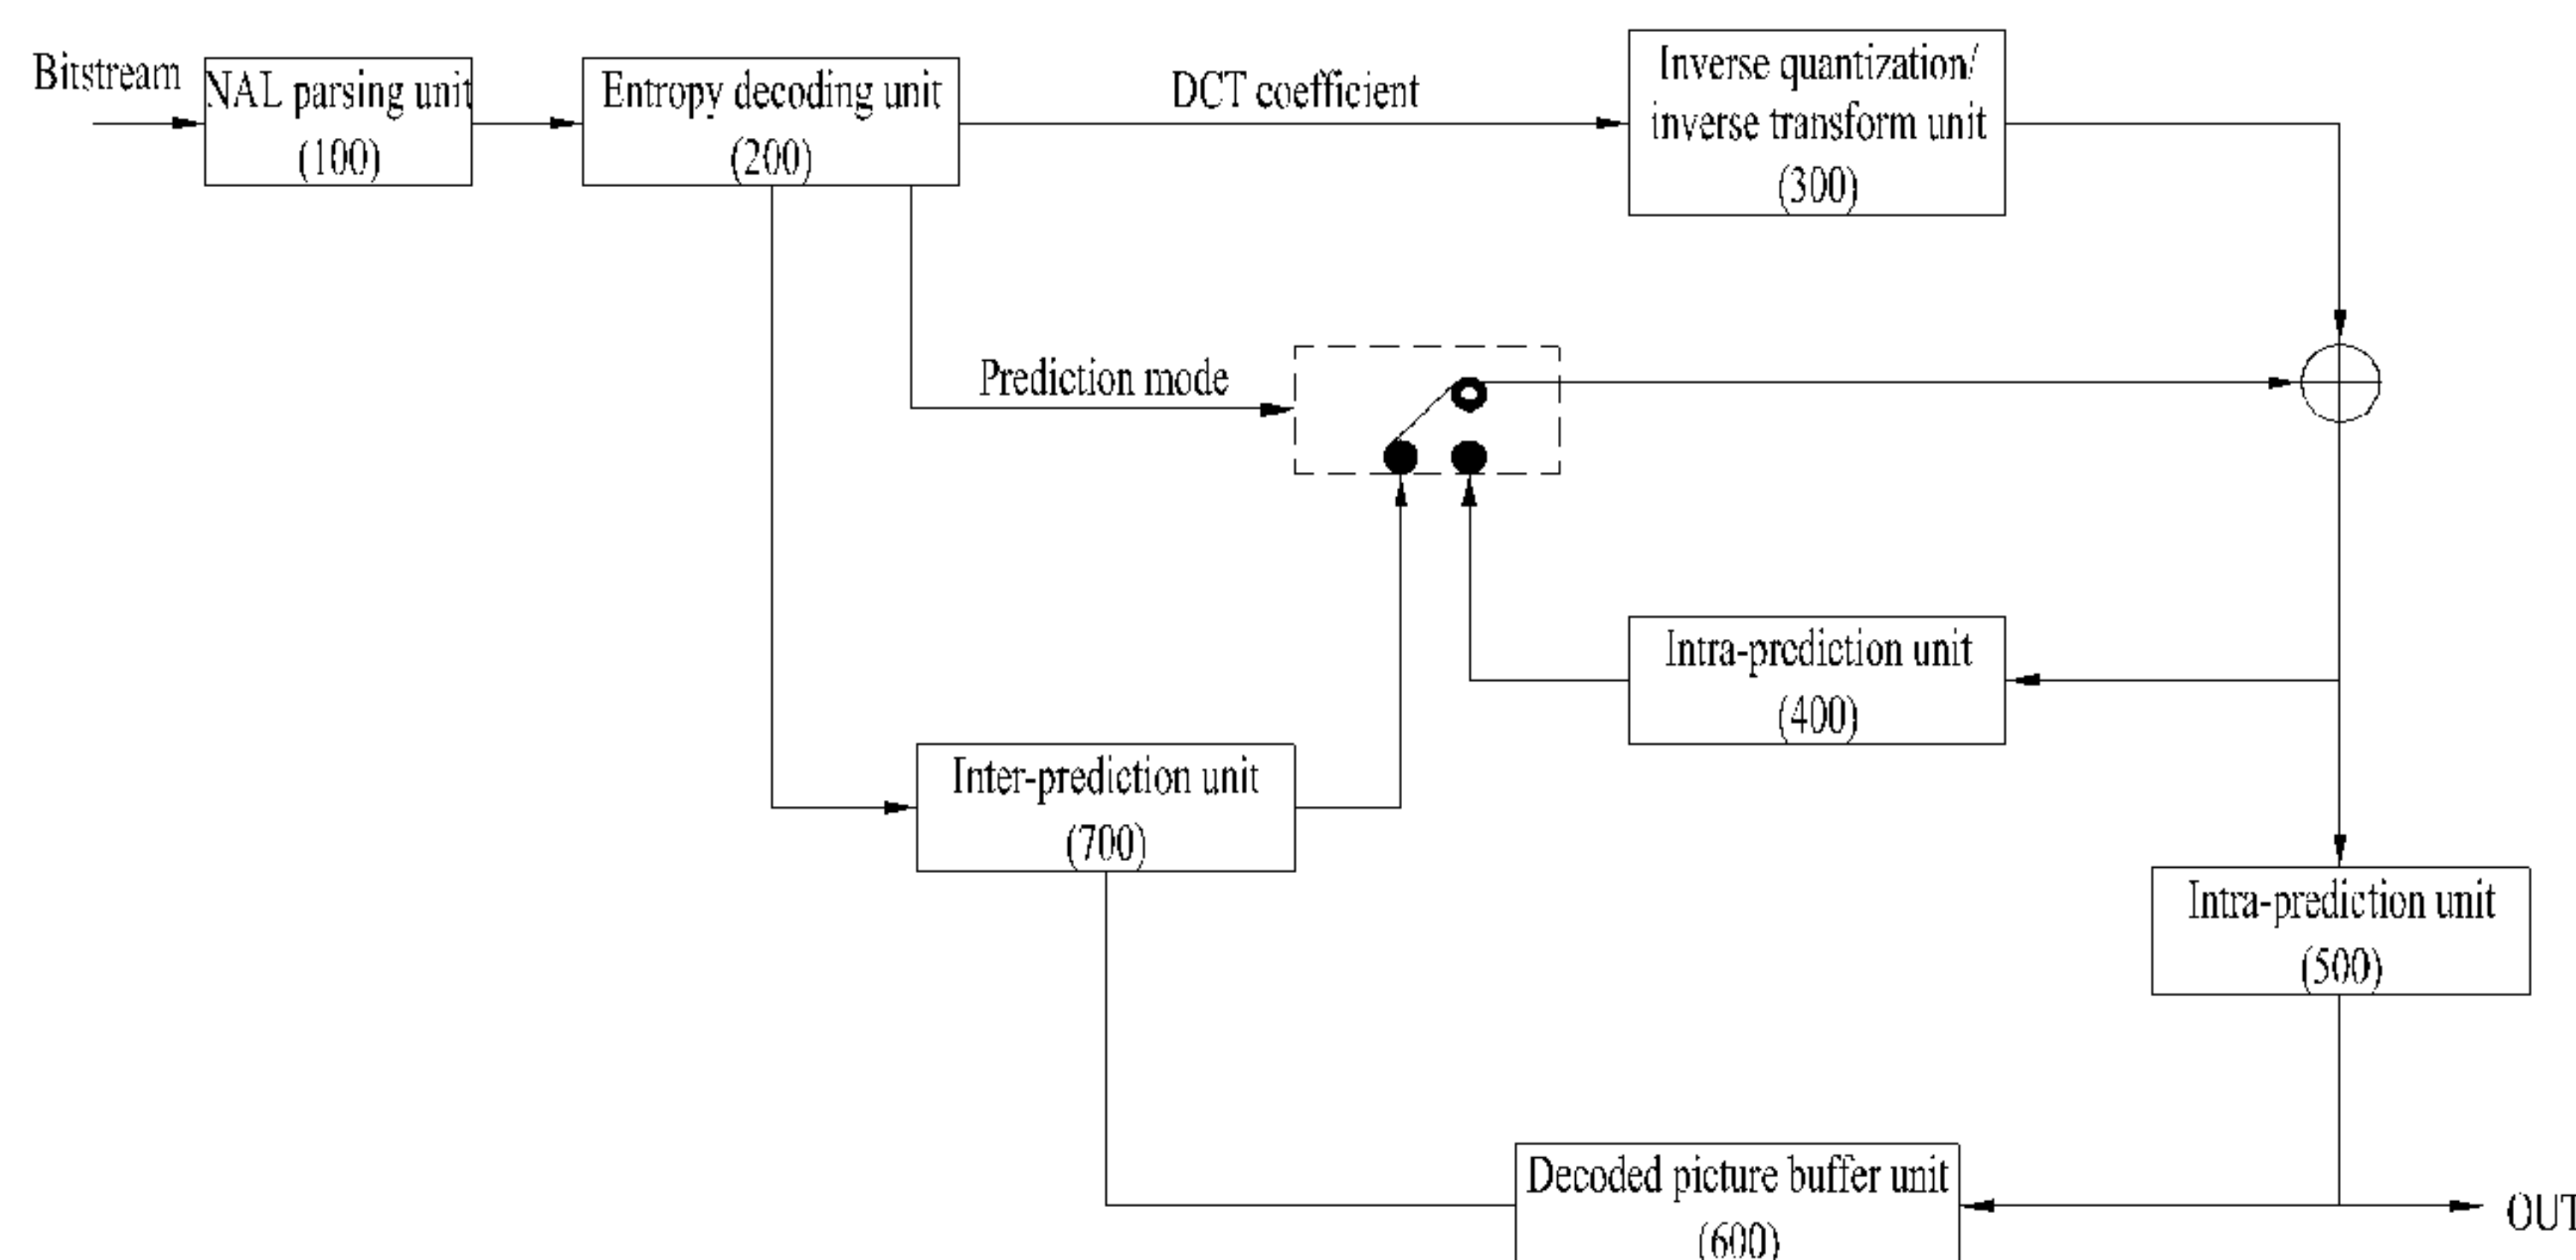 Bitstream
NAL parsing unit
(100)
Entropy decoding unit
(200)
DCT coefficient
Inverse quantization/
inverse transform unit
(300)
Prediction mode
Intra-prediction unit
(400)
Inter-prediction unit
(700)
Intra-prediction unit
(500)
Decoded picture buffer unit
(600)
OUT